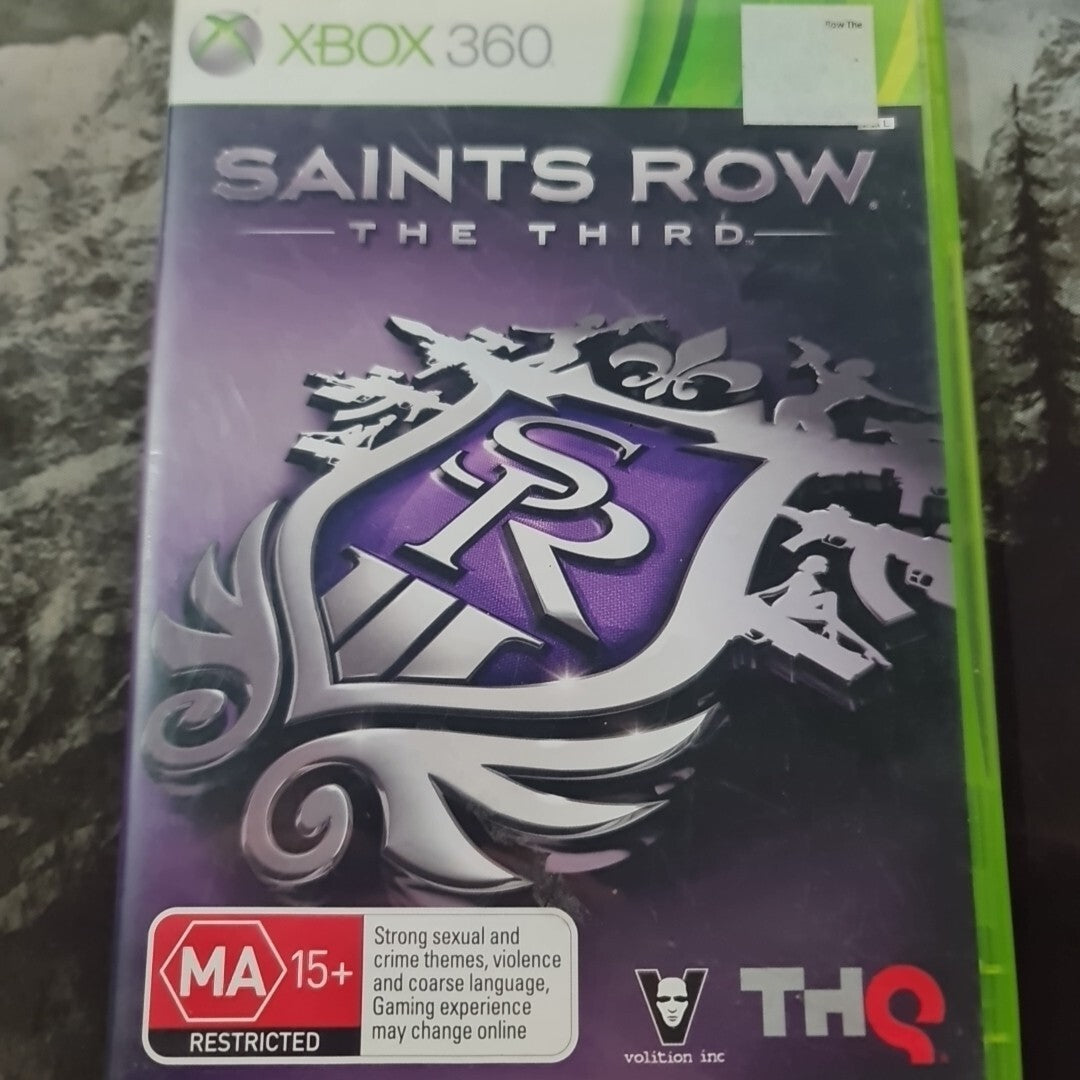 XBOX 360
Row The
L
SAINTS ROW
THE THIRD
SR
MA 15+
RESTRICTED
Strong sexual and
crime themes, violence
and coarse language,
Gaming experience
may change online
V
volition inc
THQ